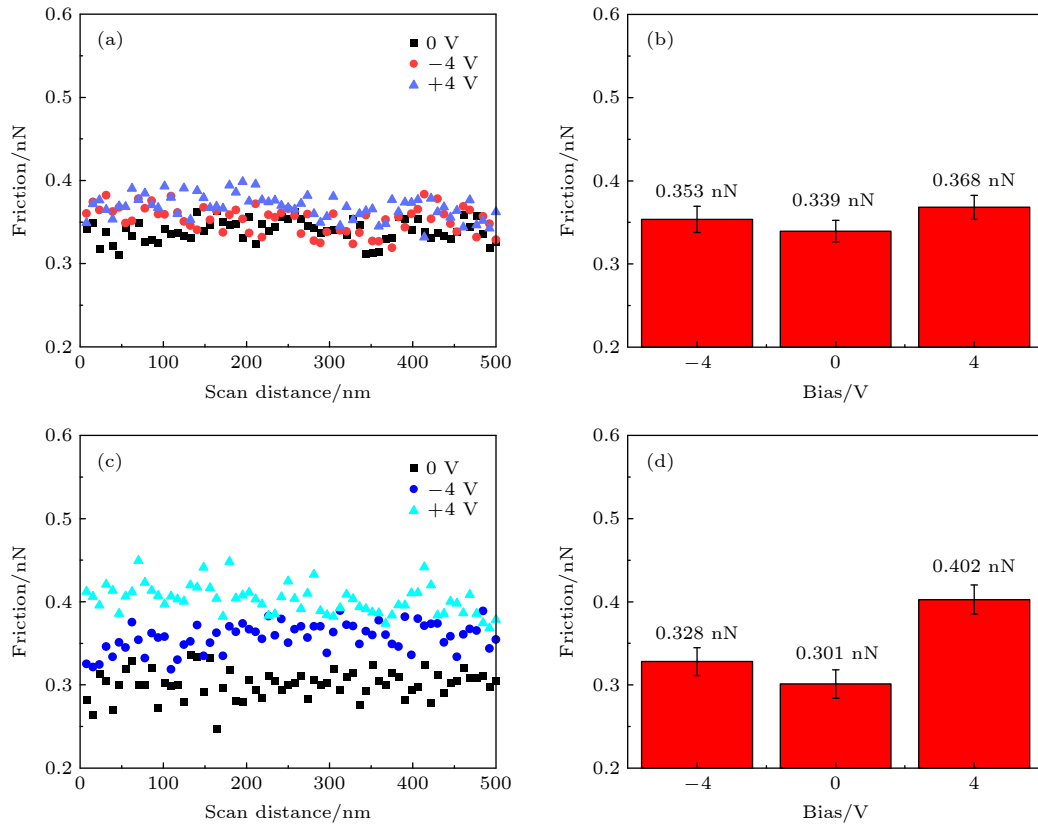 0.6
0.5
0.4
0.3
0.2
Friction/nN
(a)
0 V
−4 V
+4 V
0
100
200
300
400
500
Scan distance/nm
0.6
0.5
0.4
0.3
0.2
Friction/nN
(b)
0.353 nN
0.339 nN
0.368 nN
−4
0
4
Bias/V
0.6
0.5
0.4
0.3
0.2
Friction/nN
(c)
0 V
−4 V
+4 V
0
100
200
300
400
500
Scan distance/nm
0.6
0.5
0.4
0.3
0.2
Friction/nN
(d)
0.328 nN
0.301 nN
0.402 nN
−4
0
4
Bias/V